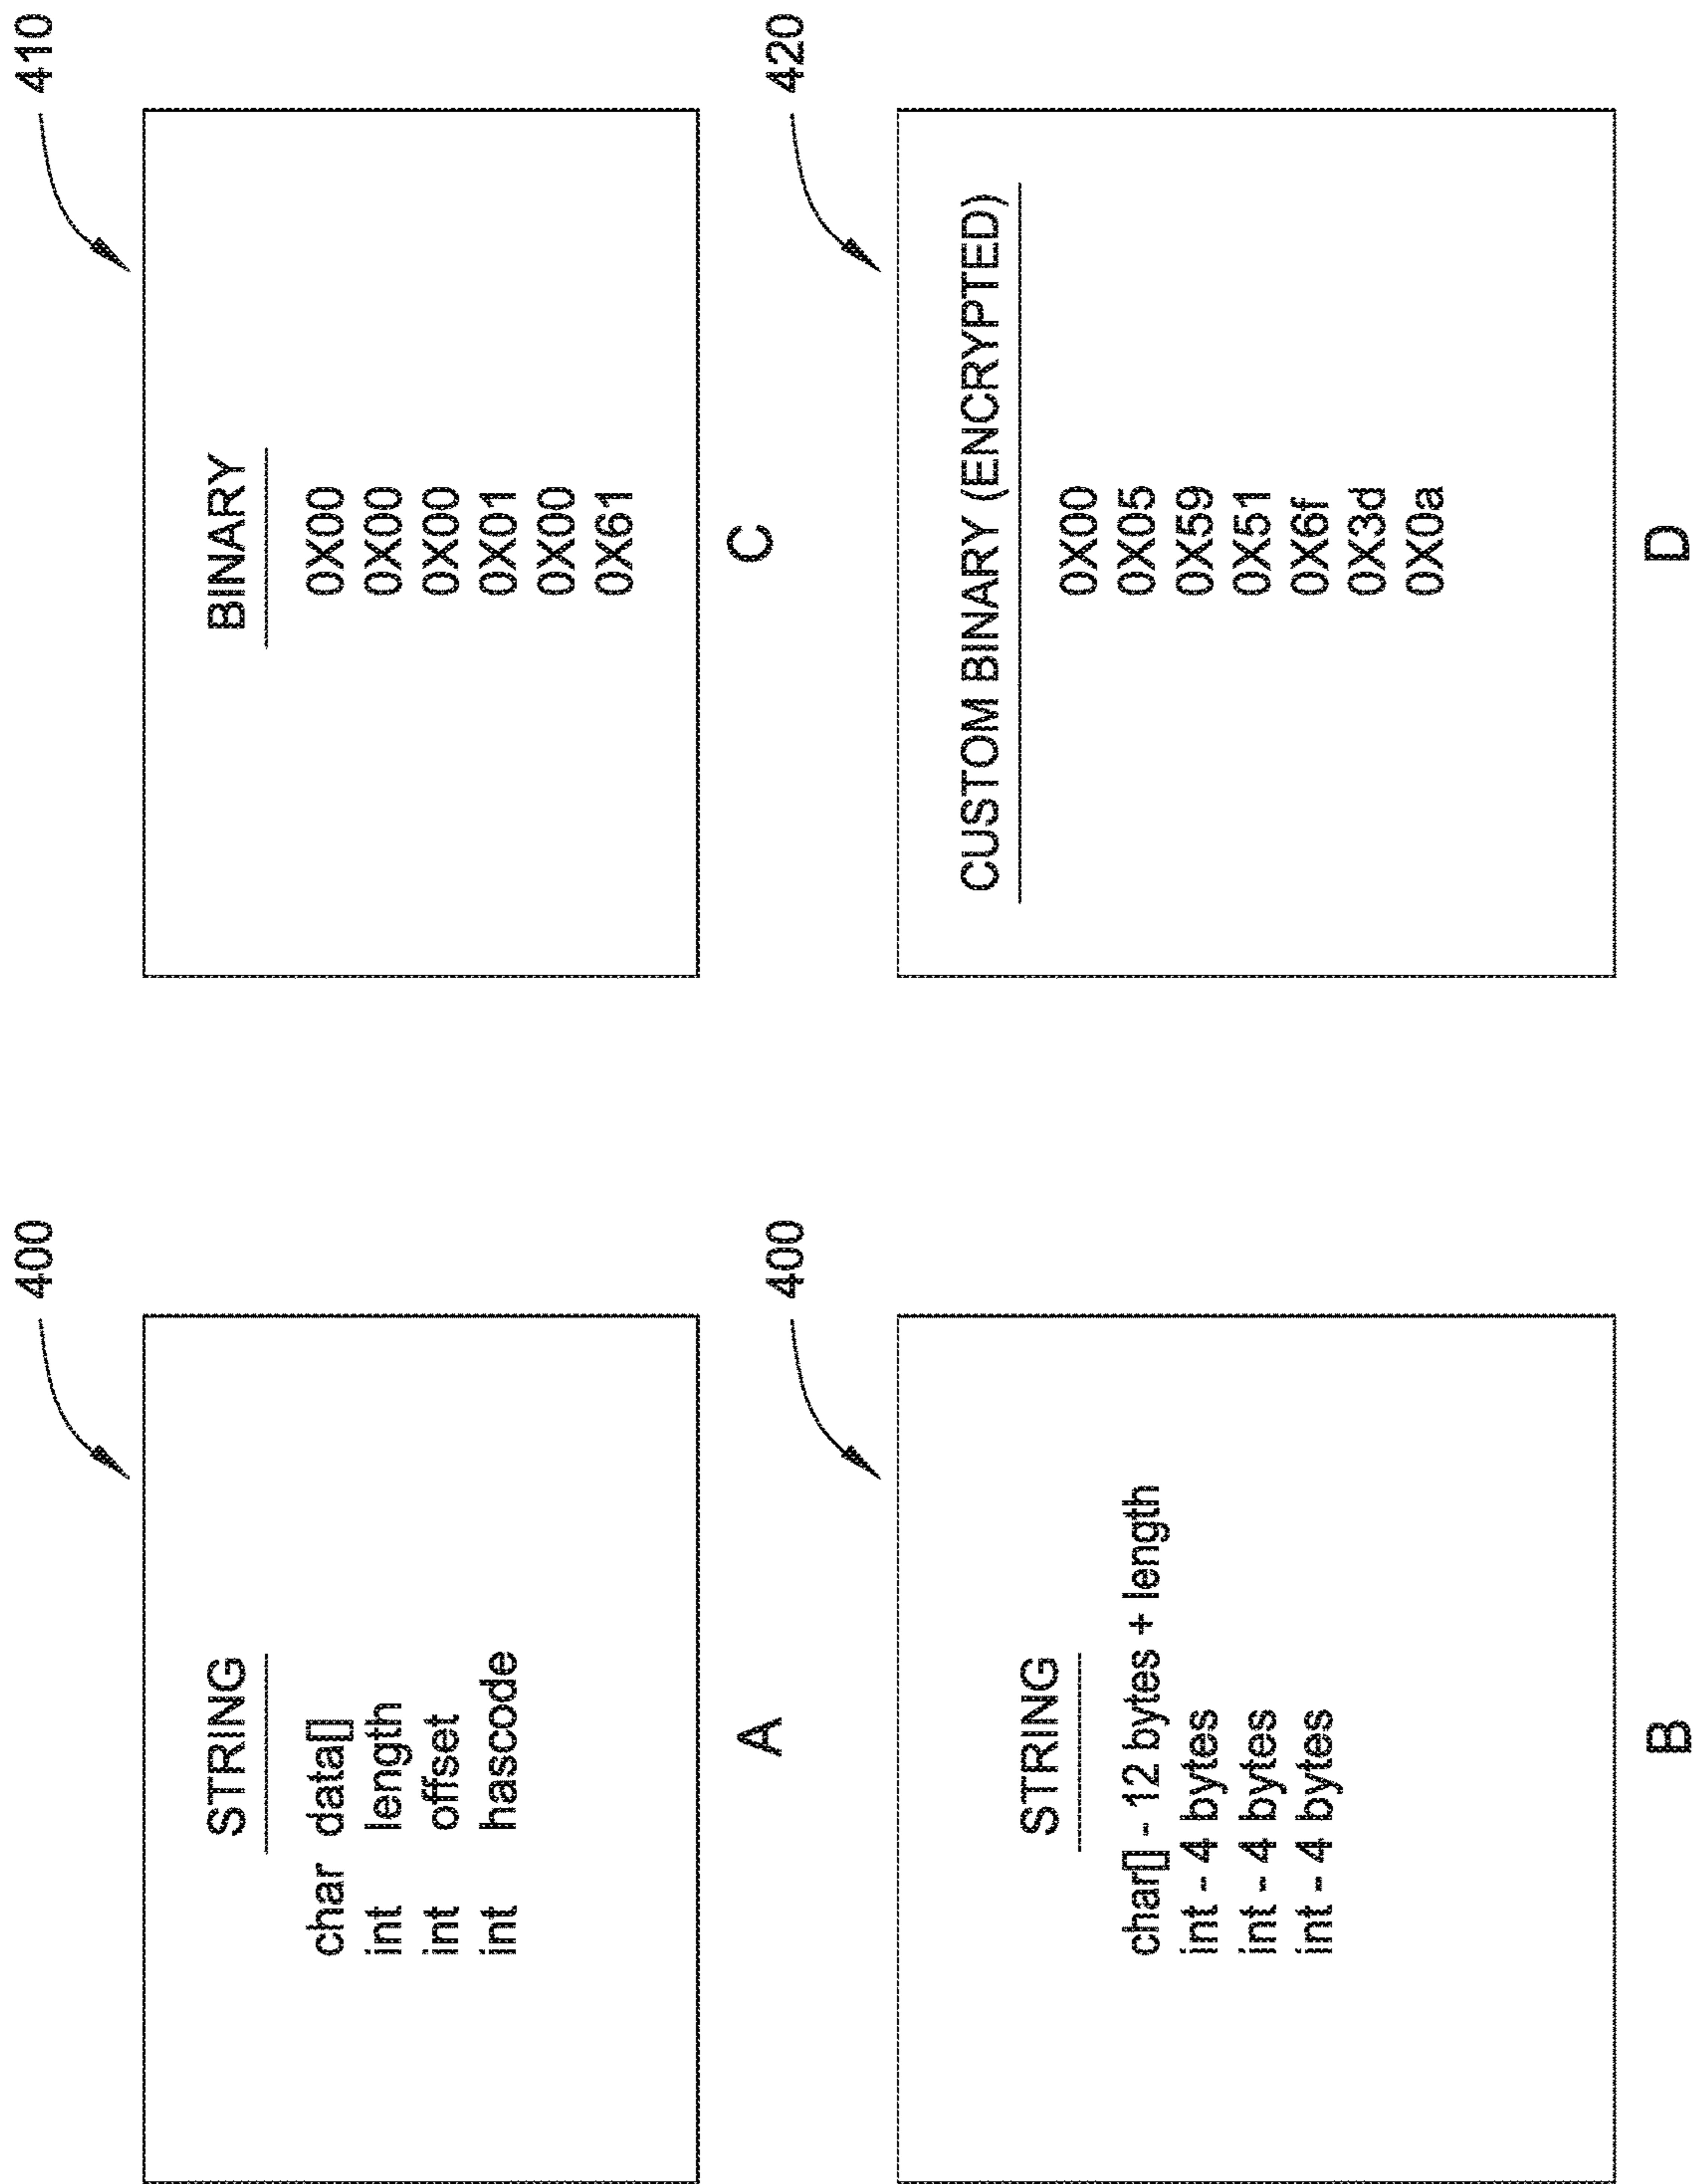 400
STRING
char data[]
int length
int offset
int hascode
A
410
BINARY
0X00
0X00
0X00
0X01
0X00
0X61
C
400
STRING
char[] - 12 bytes + length
int - 4 bytes
int - 4 bytes
int - 4 bytes
B
420
CUSTOM BINARY (ENCRYPTED)
0X00
0X05
0X59
0X51
0X6f
0X3d
0X0a
D